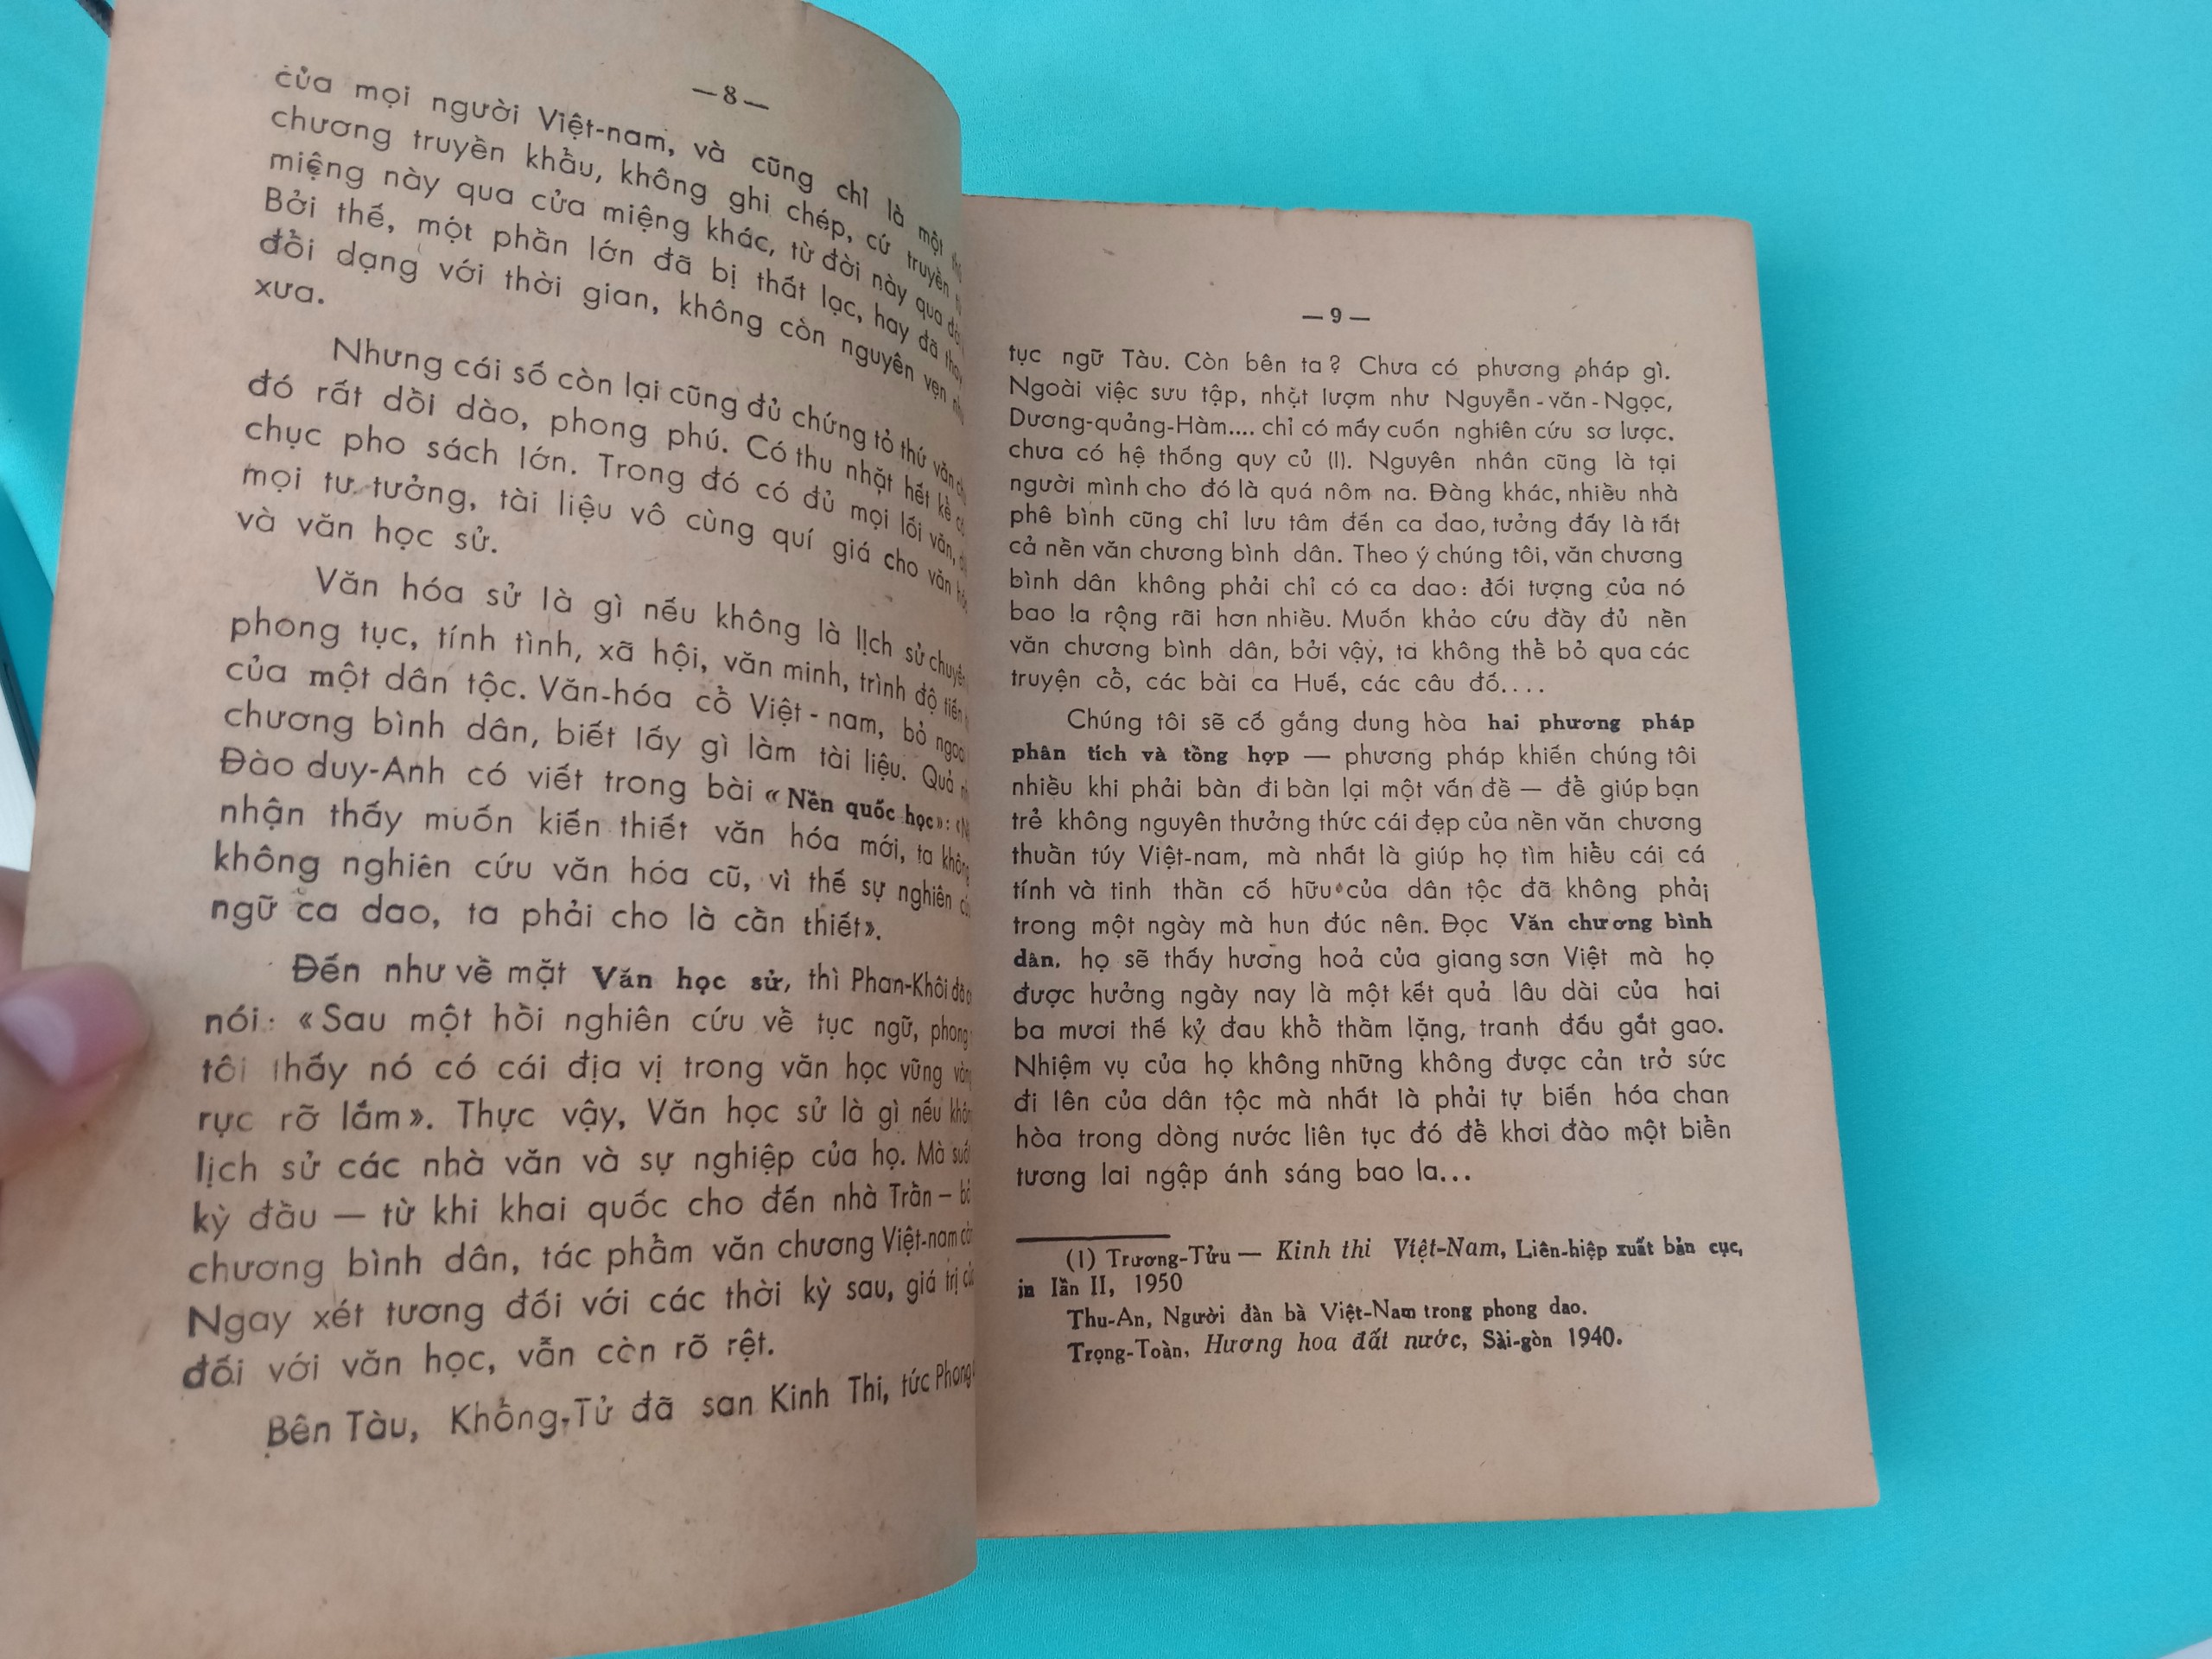 — 8 —
của mọi người Việt-nam, và cũng chỉ là một
chương truyền khẩu, không ghi chép, cứ truyền
miệng này qua cửa miệng khác, từ đời này qua
Bởi thế, một phần lớn đã bị thất lạc, hay đã thay
đổi dạng với thời gian, không còn nguyên vẹn
xưa.
Nhưng cái số còn lại cũng đủ chứng tỏ thứ văn
đó rất dồi dào, phong phú. Có thu nhặt hết kể
chục pho sách lớn. Trong đó có đủ mọi lối văn,
mọi tư tưởng, tài liệu vô cùng quí giá cho văn
và văn học sử.
Văn hóa sử là gì nếu không là lịch sử
phong tục, tính tình, xã hội, văn minh, trình độ tiến
của một dân tộc. Văn-hóa cổ Việt - nam, bỏ
chương bình dân, biết lấy gì làm tài liệu. Quả
Đào duy-Anh có viết trong bài « Nền quốc học»:
nhận thấy muốn kiến thiết văn hóa mới, ta
không nghiên cứu văn hóa cũ, vì thế sự nghiên
ngữ ca dao, ta phải cho là cần thiết».
Đến như về mặt Văn học sử, thì Phan-Khôi
nói: «Sau một hồi nghiên cứu về tục ngữ,
tôi thấy nó có cái địa vị trong văn học vững
rực rỡ lắm». Thực vậy, Văn học sử là gì nếu
lịch sử các nhà văn và sự nghiệp của họ. Mà
kỳ đầu — từ khi khai quốc cho đến nhà Trần —
chương bình dân, tác phẩm văn chương Việt-nam
Ngay xét tương đối với các thời kỳ sau, giá trị
đối với văn học, vẫn còn rõ rệt.
Bên Tàu, Khổng-Tử đã san Kinh Thi, tức
— 9 —
tục ngữ Tàu. Còn bên ta? Chưa có phương pháp gì.
Ngoài việc sưu tập, nhặt lượm như Nguyễn-văn-Ngọc,
Dương-quảng-Hàm.... chỉ có mấy cuốn nghiên cứu sơ lược.
chưa có hệ thống quy củ (I). Nguyên nhân cũng là tại
người mình cho đó là quá nôm na. Đàng khác, nhiều nhà
phê bình cũng chỉ lưu tâm đến ca dao, tưởng đấy là tất
cả nền văn chương bình dân. Theo ý chúng tôi, văn chương
bình dân không phải chỉ có ca dao: đối tượng của nó
bao la rộng rãi hơn nhiều. Muốn khảo cứu đầy đủ nền
văn chương bình dân, bởi vậy, ta không thể bỏ qua các
truyện cổ, các bài ca Huế, các câu đố....
Chúng tôi sẽ cố gắng dung hòa hai phương pháp
phân tích và tổng hợp — phương pháp khiến chúng tôi
nhiều khi phải bàn đi bàn lại một vấn đề — để giúp bạn
trẻ không nguyên thưởng thức cái đẹp của nền văn chương
thuần túy Việt-nam, mà nhất là giúp họ tìm hiểu cái cá
tính và tinh thần cố hữu của dân tộc đã không phải
trong một ngày mà hun đúc nên. Đọc Văn chương bình
dân, họ sẽ thấy hương hoả của giang sơn Việt mà họ
được hưởng ngày nay là một kết quả lâu dài của hai
ba mươi thế kỷ đau khổ thầm lặng, tranh đấu gắt gao.
Nhiệm vụ của họ không những không được cản trở sức
đi lên của dân tộc mà nhất là phải tự biến hóa chan
hòa trong dòng nước liên tục đó để khơi đào một biển
tương lai ngập ánh sáng bao la...
(1) Trương-Tửu — Kinh thi Việt-Nam, Liên-hiệp xuất bản cục,
in lần II, 1950
Thu-An, Người đàn bà Việt-Nam trong phong dao.
Trọng-Toàn, Hương hoa đất nước, Sài-gòn 1940.